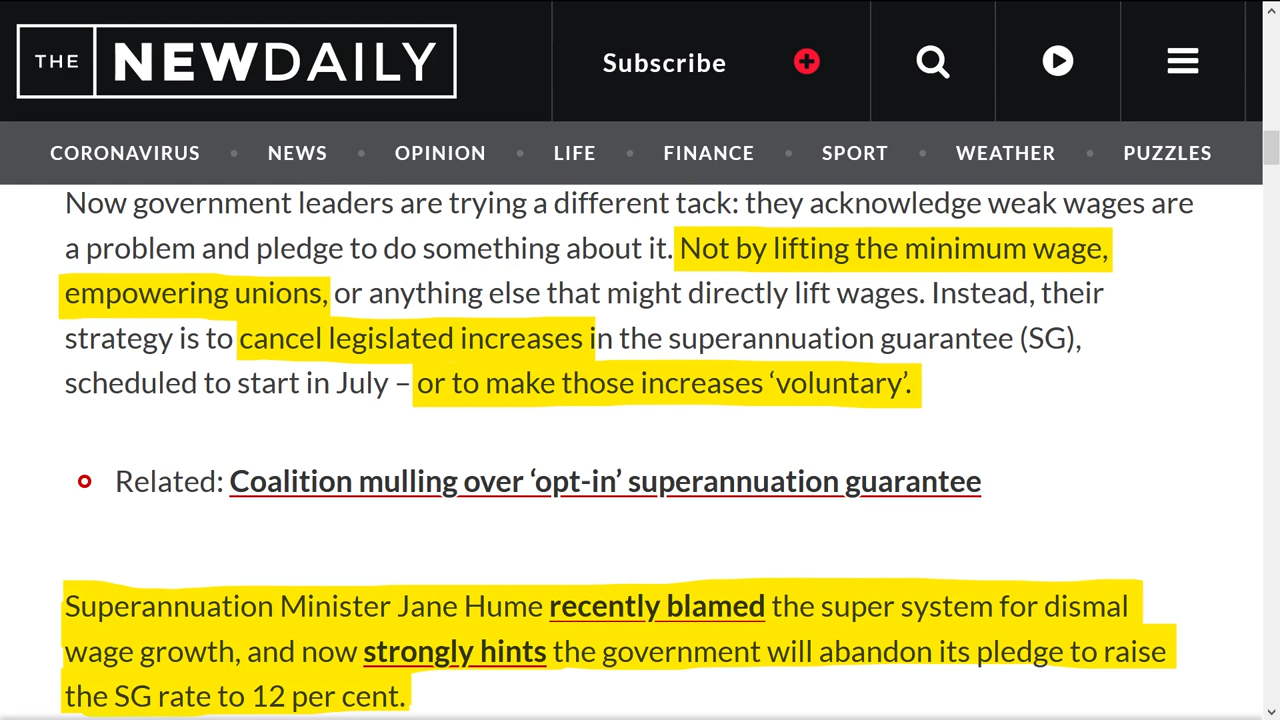 THE NEWDAILY
Subscribe
CORONAVIRUS • NEWS • OPINION • LIFE • FINANCE • SPORT • WEATHER • PUZZLES
Now government leaders are trying a different tack: they acknowledge weak wages are
a problem and pledge to do something about it. Not by lifting the minimum wage,
empowering unions, or anything else that might directly lift wages. Instead, their
strategy is to cancel legislated increases in the superannuation guarantee (SG),
scheduled to start in July – or to make those increases ‘voluntary’.
Related: Coalition mulling over ‘opt-in’ superannuation guarantee
Superannuation Minister Jane Hume recently blamed the super system for dismal
wage growth, and now strongly hints the government will abandon its pledge to raise
the SG rate to 12 per cent.